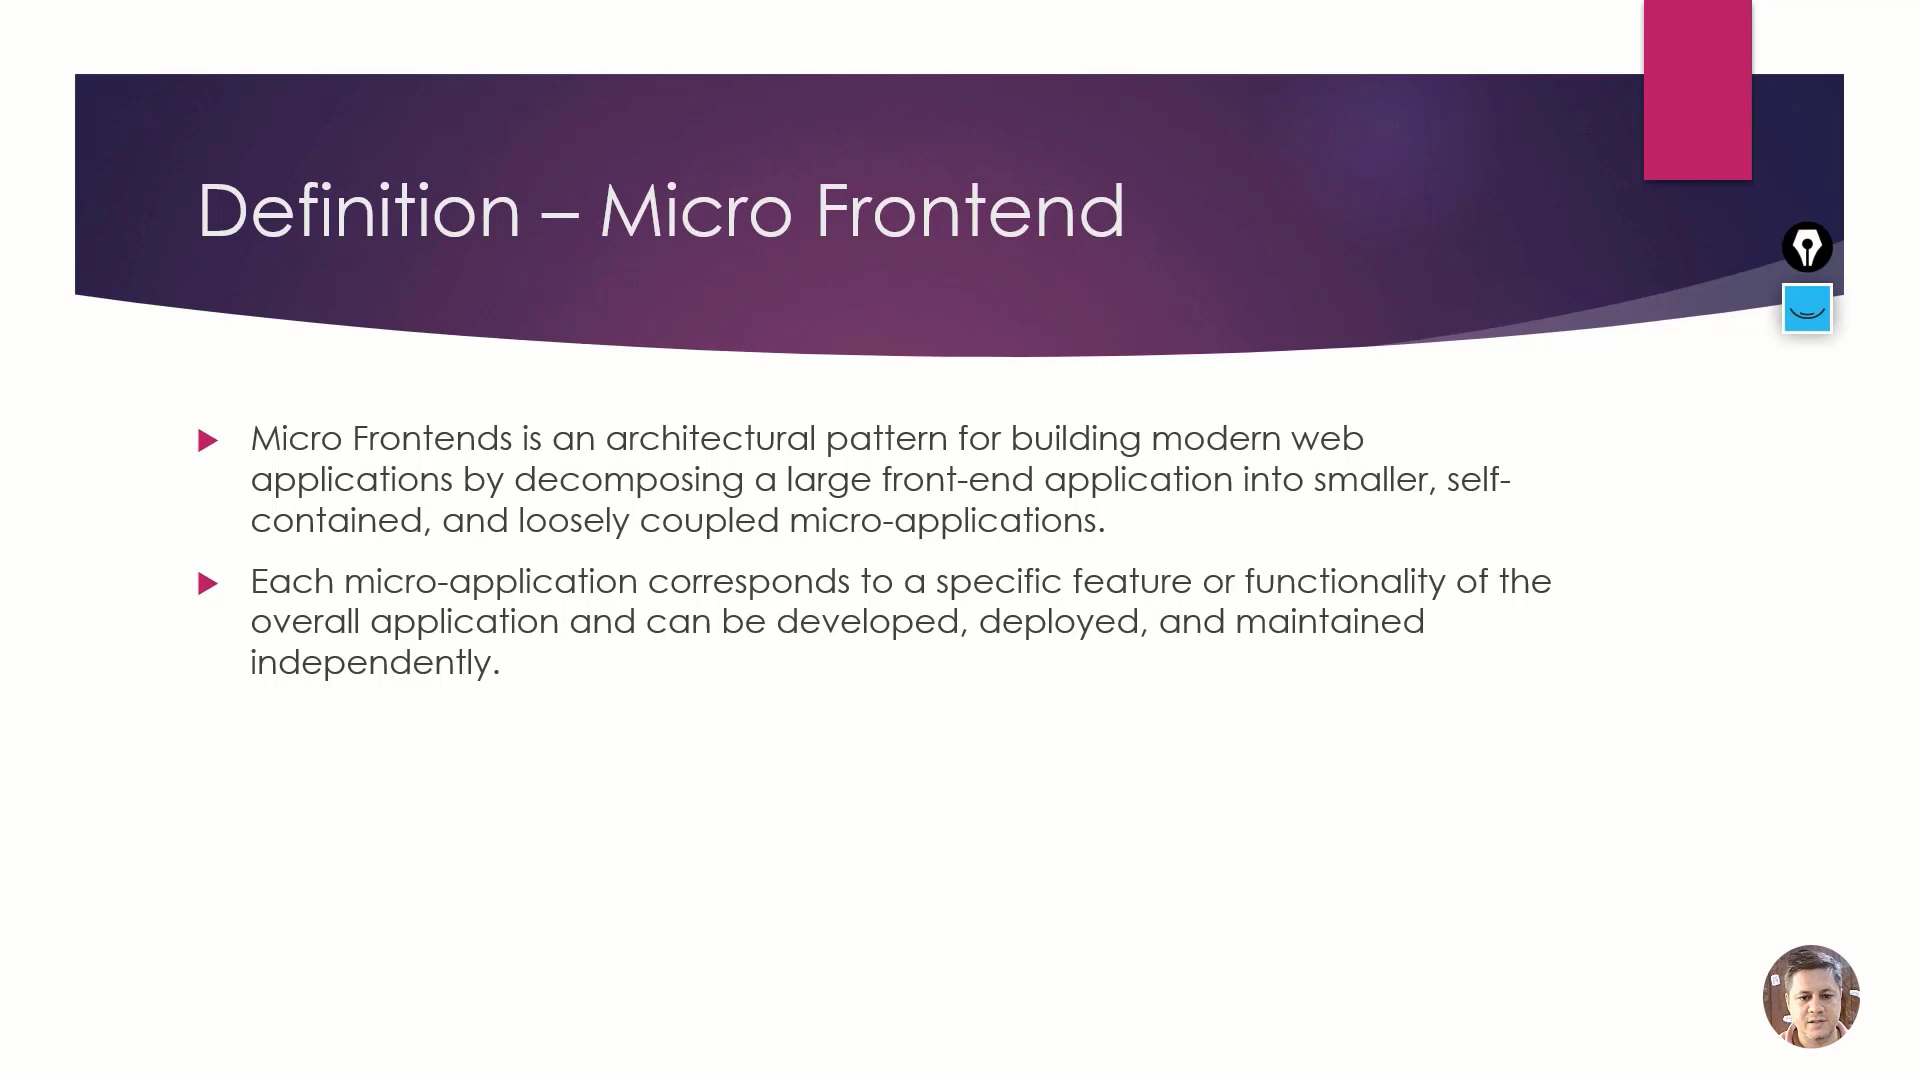 Definition – Micro Frontend
Micro Frontends is an architectural pattern for building modern web
applications by decomposing a large front-end application into smaller, self-
contained, and loosely coupled micro-applications.
Each micro-application corresponds to a specific feature or functionality of the
overall application and can be developed, deployed, and maintained
independently.